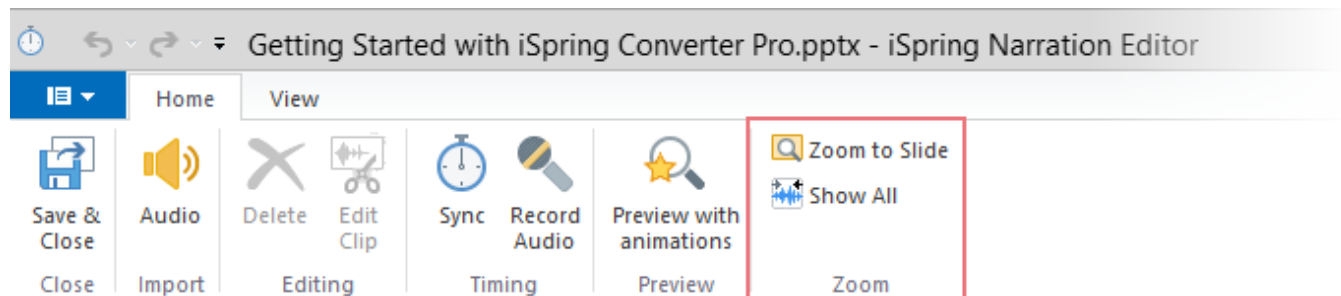 Getting Started with iSpring Converter Pro.pptx - iSpring Narration Editor
Home View
Save & Close
Audio
Delete
Edit Clip
Sync
Record Audio
Preview with animations
Zoom to Slide
Show All
Close Import Editing Timing Preview Zoom